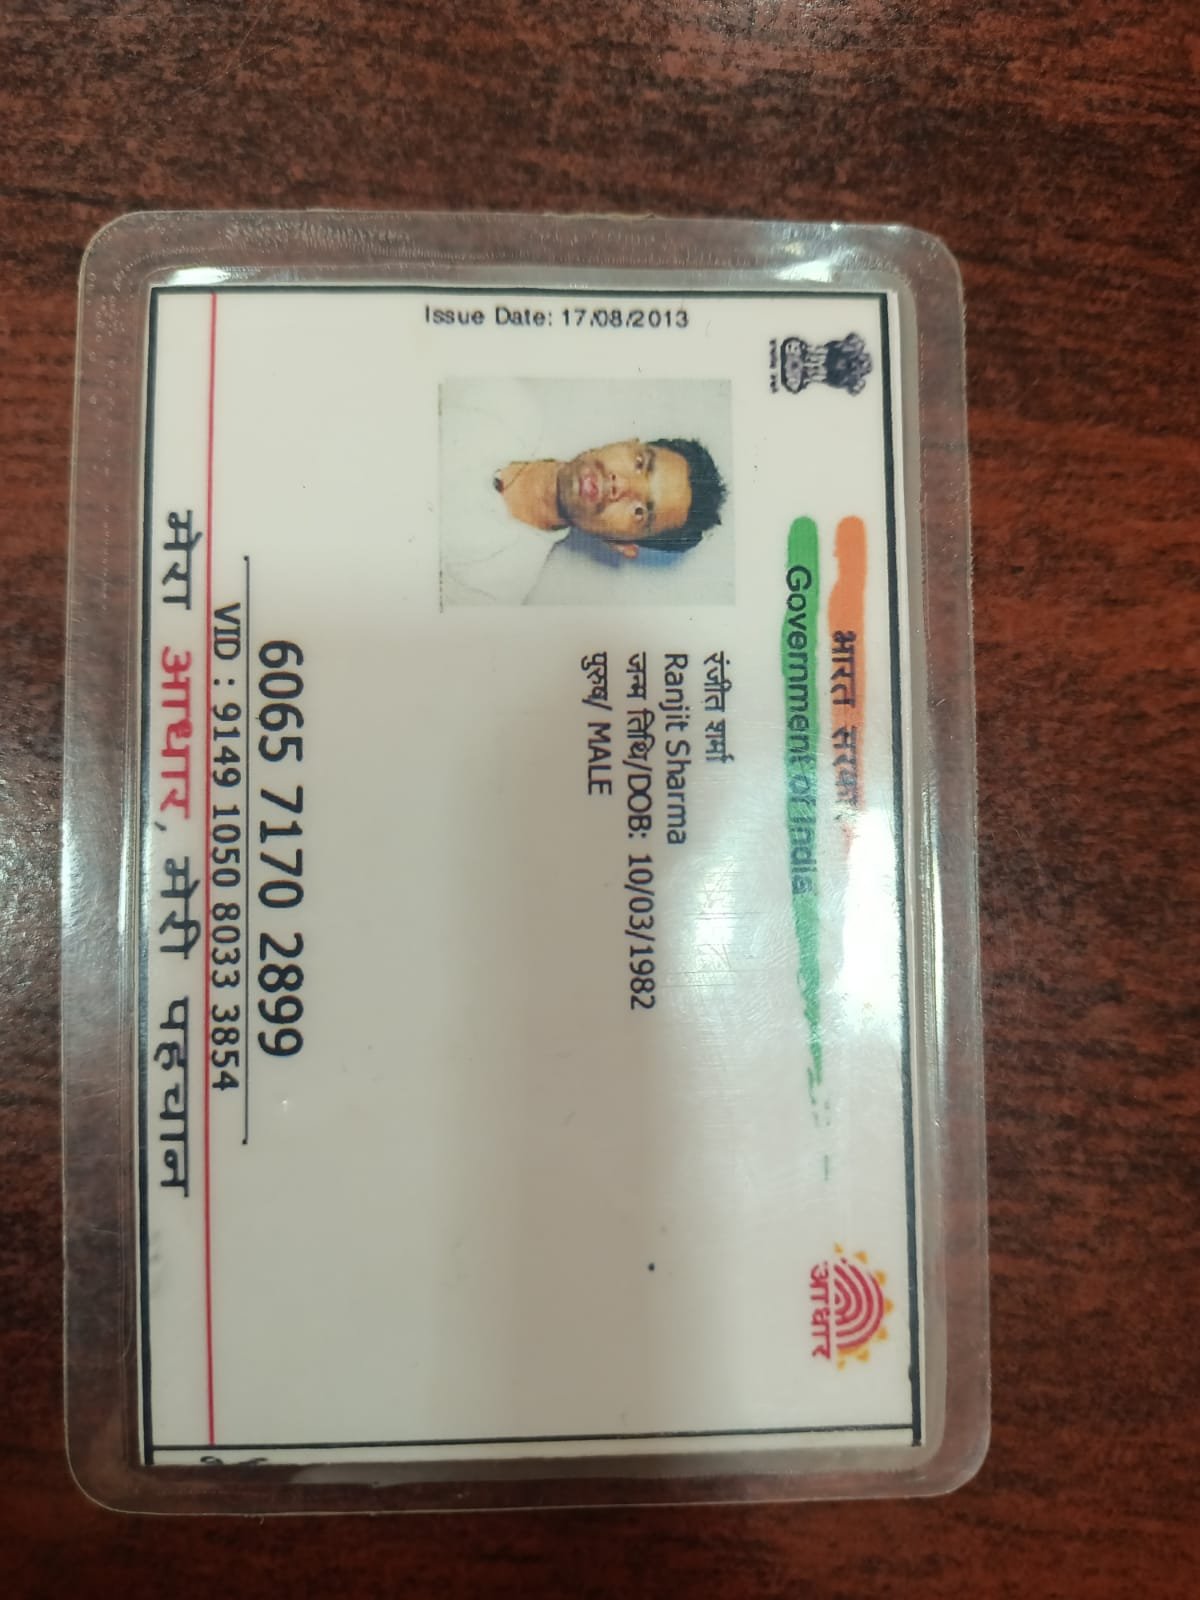 भारत सरकार
Government of India
Issue Date: 17/08/2013
रंजीत शर्मा
Ranjit Sharma
जन्म तिथि/DOB: 10/03/1982
पुरुष/ MALE
6065 7170 2899
VID : 9149 1050 8033 3854
मेरा आधार, मेरी पहचान
आधार